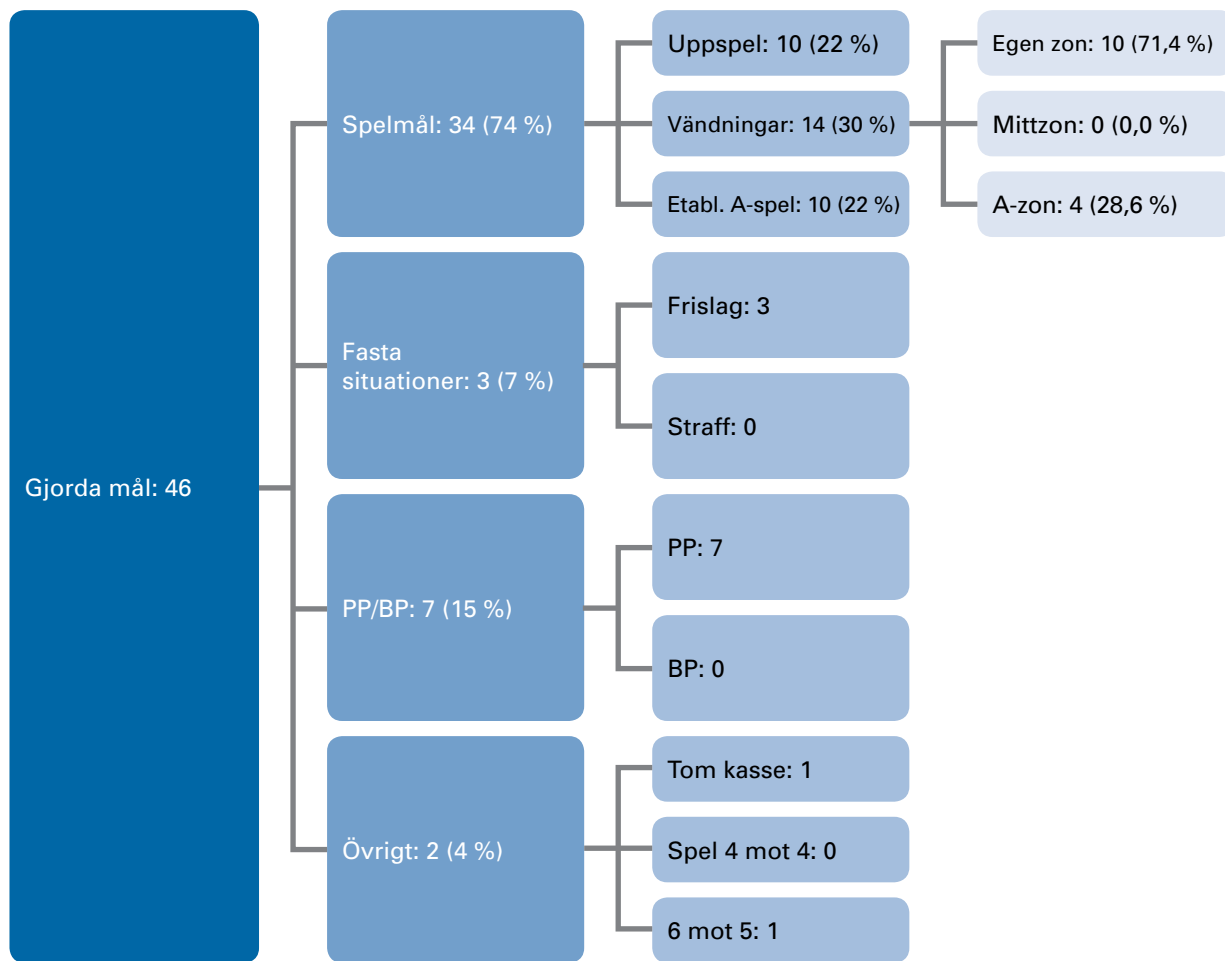 Gjorda mål: 46
Spelmål: 34 (74 %)
Uppspel: 10 (22 %)
Vändningar: 14 (30 %)
Etabl. A-spel: 10 (22 %)
Egen zon: 10 (71,4 %)
Mittzon: 0 (0,0 %)
A-zon: 4 (28,6 %)
Fasta
situationer: 3 (7 %)
Frislag: 3
Straff: 0
PP/BP: 7 (15 %)
PP: 7
BP: 0
Övrigt: 2 (4 %)
Tom kasse: 1
Spel 4 mot 4: 0
6 mot 5: 1